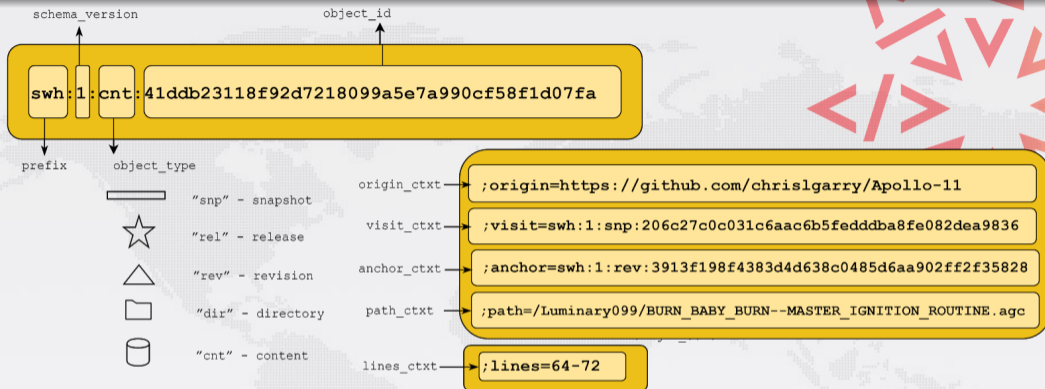 schema_version
object_id
swh:1:cnt:41ddb23118f92d7218099a5e7a990cf58f1d07fa
prefix
object_type
"snp" - snapshot
"rel" - release
"rev" - revision
"dir" - directory
"cnt" - content
origin_ctxt
;origin=https://github.com/chrislgarry/Apollo-11
visit_ctxt
;visit=swh:1:snp:206c27c0c031c6aac6b5fedddba8fe082dea9836
anchor_ctxt
;anchor=swh:1:rev:3913f198f4383d4d638c0485d6aa902ff2f35828
path_ctxt
;path=/Luminary099/BURN_BABY_BURN--MASTER_IGNITION_ROUTINE.agc
lines_ctxt
;lines=64-72